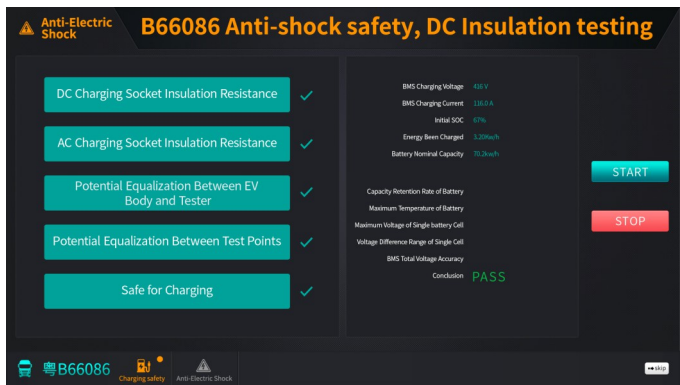 Anti-Electric
Shock
B66086 Anti-shock safety, DC Insulation testing
DC Charging Socket Insulation Resistance
AC Charging Socket Insulation Resistance
Potential Equalization Between EV
Body and Tester
Potential Equalization Between Test Points
Safe for Charging
BMS Charging Voltage 416 V
BMS Charging Current 116.0 A
Initial SOC 67%
Energy Been Charged 3.20Kw/h
Battery Nominal Capacity 70.2kw/h
Capacity Retention Rate of Battery
Maximum Temperature of Battery
Maximum Voltage of Single battery Cell
Voltage Difference Range of Single Cell
BMS Total Voltage Accuracy
Conclusion PASS
START
STOP
粤B66086
Charging safety
Anti-Electric Shock
skip